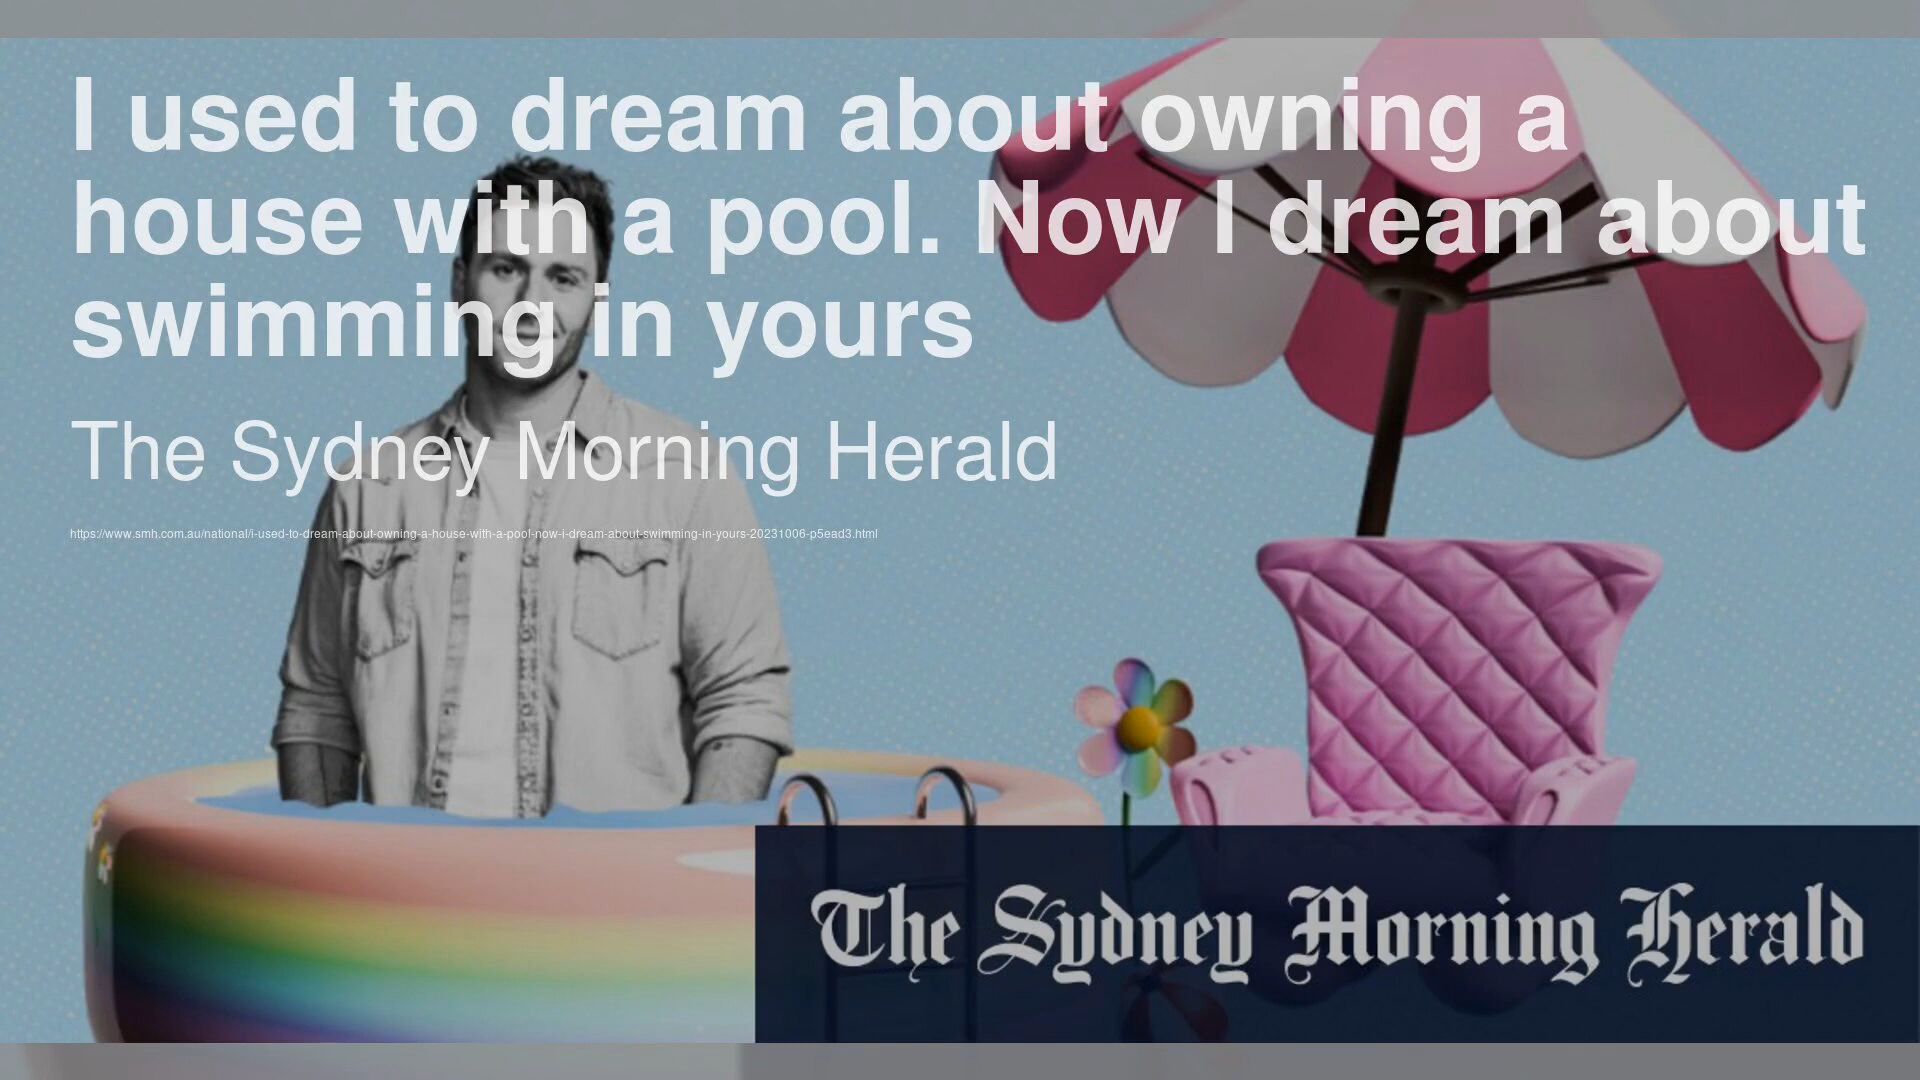 I used to dream about owning a
house with a pool. Now I dream about
swimming in yours
The Sydney Morning Herald
https://www.smh.com.au/national/i-used-to-dream-about-owning-a-house-with-a-pool-now-i-dream-about-swimming-in-yours-20231006-p5ead3.html
The Sydney Morning Herald